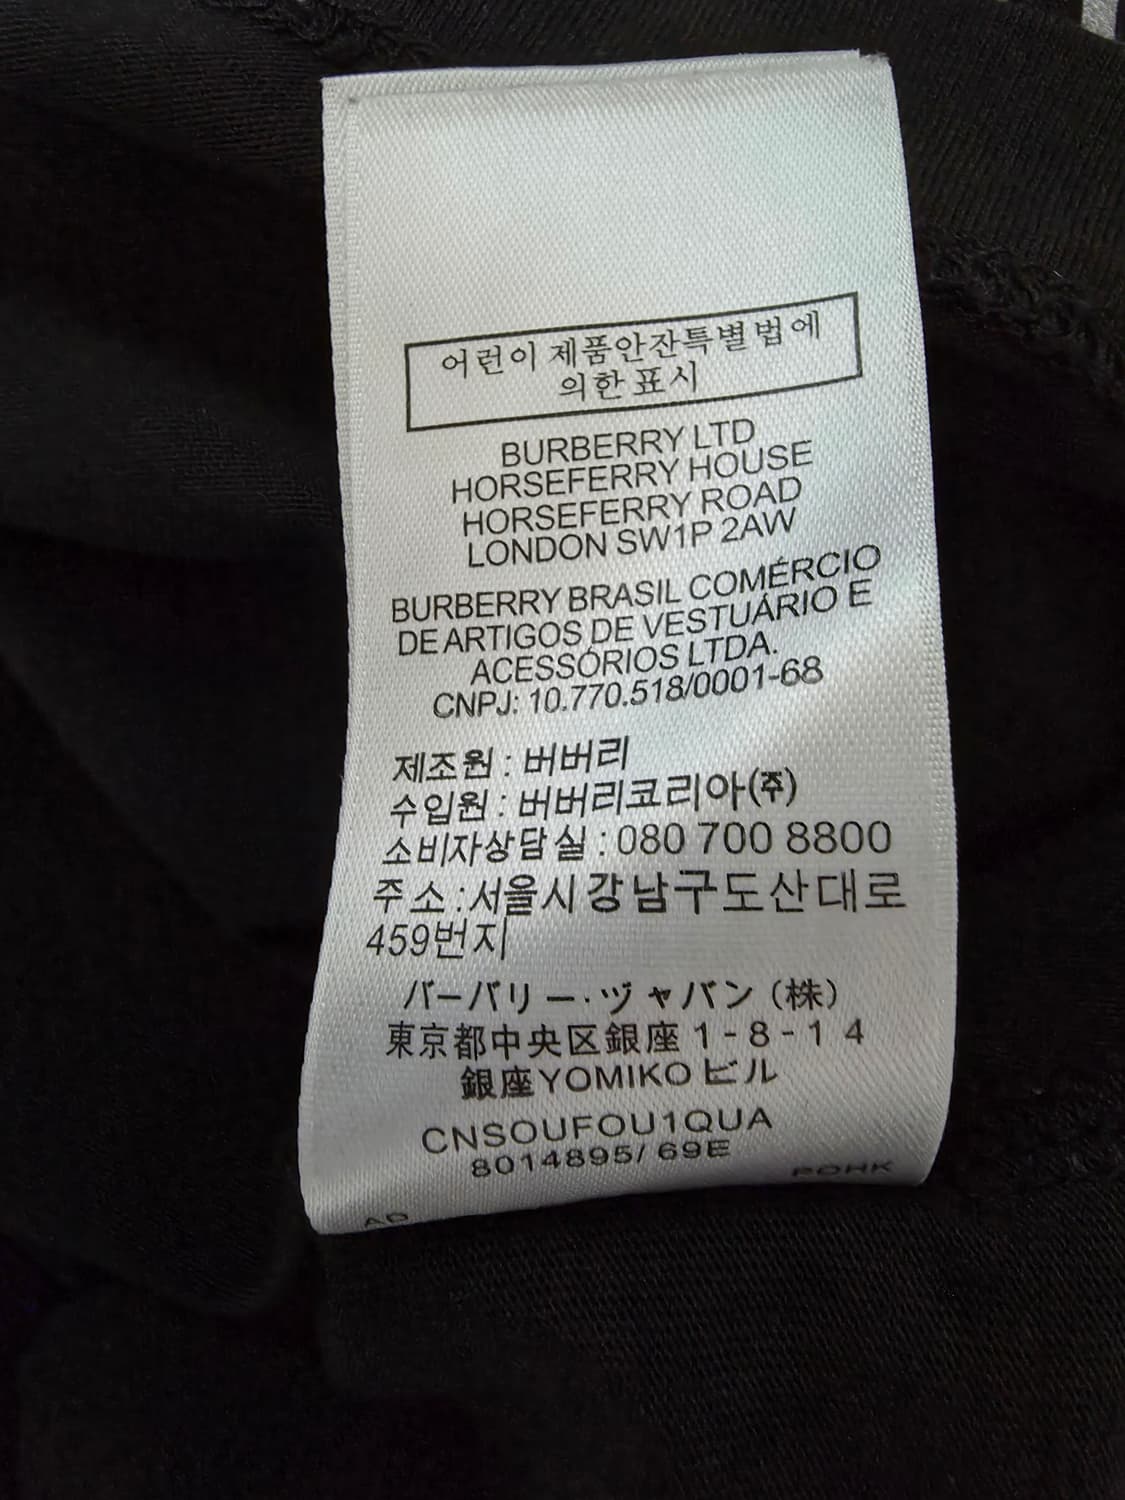 어런이 제품안잔특별법에
의한 표시
BURBERRY LTD
HORSEFERRY HOUSE
HORSEFERRY ROAD
LONDON SW1P 2AW
BURBERRY BRASIL COMÉRCIO
DE ARTIGOS DE VESTUÁRIO E
ACESSÓRIOS LTDA.
CNPJ: 10.770.518/0001-68
제조원 : 버버리
수입원 : 버버리코리아(주)
소비자상담실 : 080 700 8800
주 소 : 서울시강남구도산대로
459번지
バーバリー・ヅャバン（株）
東京都中央区銀座 1-8-14
銀座YOMIKO ビル
CNSOUFOU1QUA
8014895/ 69E
AD